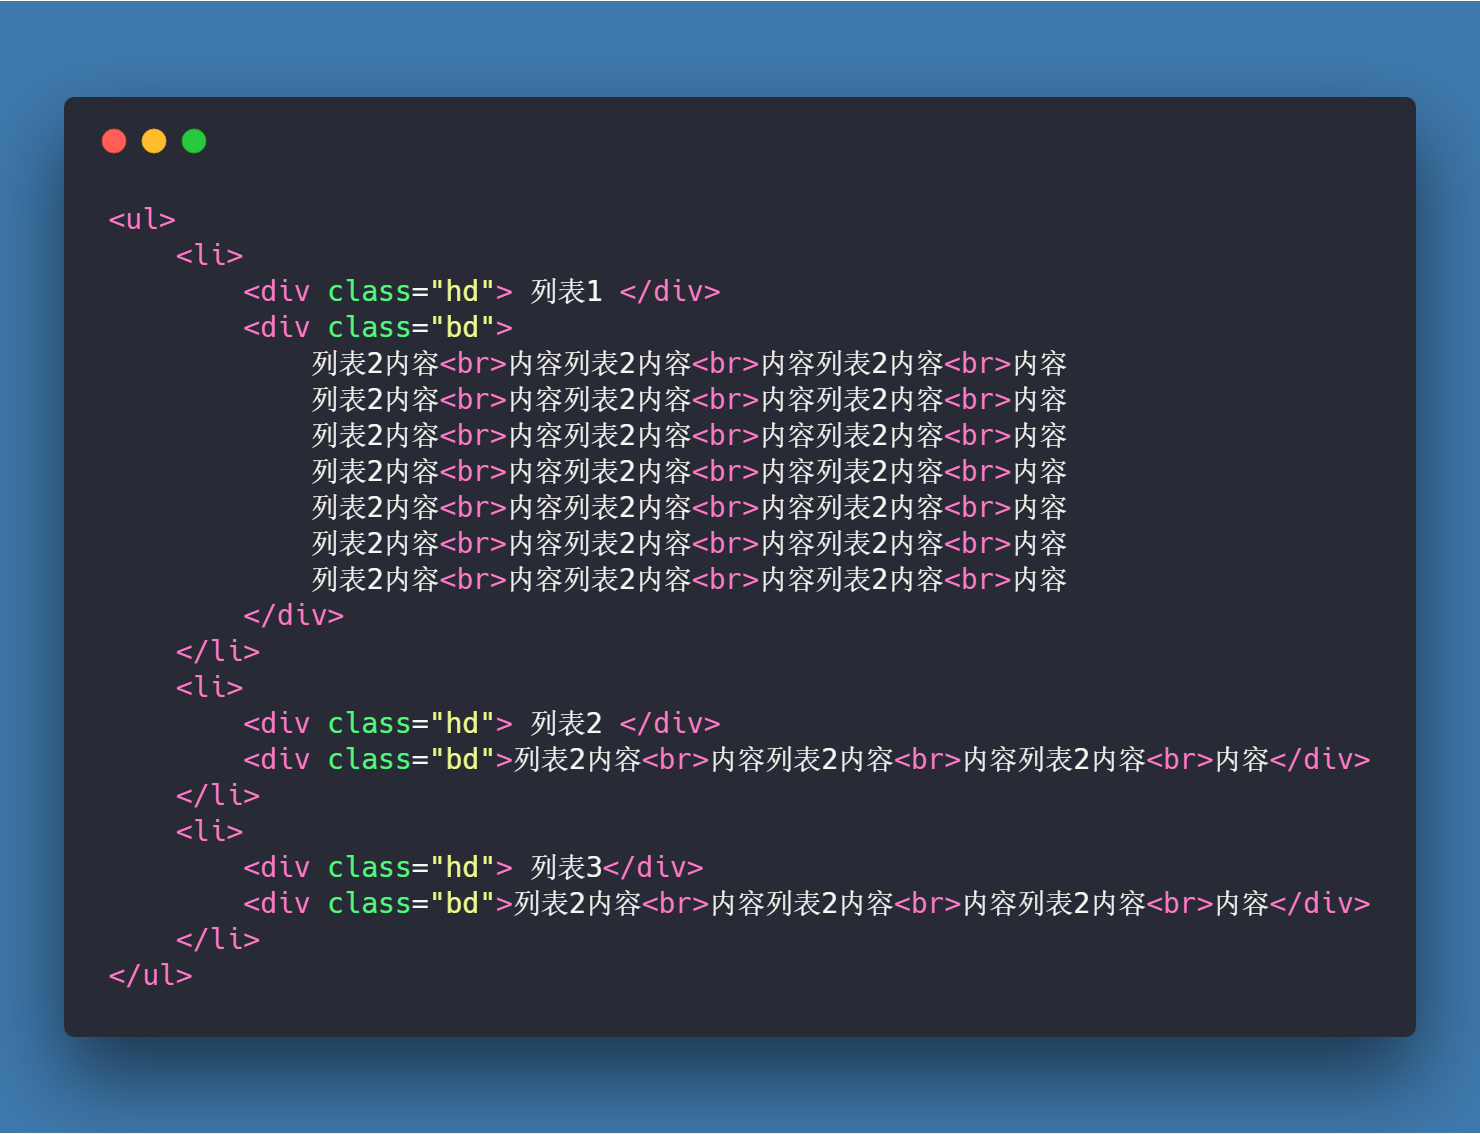 <ul>
    <li>
        <div class="hd"> 列表1 </div>
        <div class="bd">
            列表2内容<br>内容列表2内容<br>内容列表2内容<br>内容
            列表2内容<br>内容列表2内容<br>内容列表2内容<br>内容
            列表2内容<br>内容列表2内容<br>内容列表2内容<br>内容
            列表2内容<br>内容列表2内容<br>内容列表2内容<br>内容
            列表2内容<br>内容列表2内容<br>内容列表2内容<br>内容
            列表2内容<br>内容列表2内容<br>内容列表2内容<br>内容
            列表2内容<br>内容列表2内容<br>内容列表2内容<br>内容
        </div>
    </li>
    <li>
        <div class="hd"> 列表2 </div>
        <div class="bd">列表2内容<br>内容列表2内容<br>内容列表2内容<br>内容</div>
    </li>
    <li>
        <div class="hd"> 列表3</div>
        <div class="bd">列表2内容<br>内容列表2内容<br>内容列表2内容<br>内容</div>
    </li>
</ul>